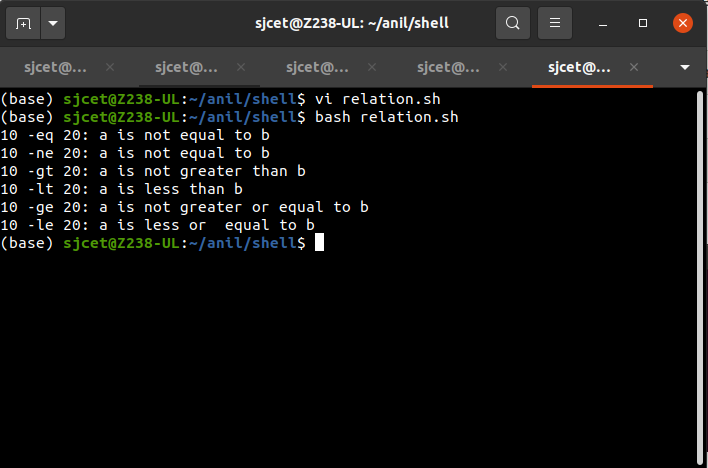 sjcet@Z238-UL: ~/anil/shell
sjcet@... × sjcet@... × sjcet@... × sjcet@... × sjcet@... ×
(base) sjcet@Z238-UL:~/anil/shell$ vi relation.sh
(base) sjcet@Z238-UL:~/anil/shell$ bash relation.sh
10 -eq 20: a is not equal to b
10 -ne 20: a is not equal to b
10 -gt 20: a is not greater than b
10 -lt 20: a is less than b
10 -ge 20: a is not greater or equal to b
10 -le 20: a is less or  equal to b
(base) sjcet@Z238-UL:~/anil/shell$